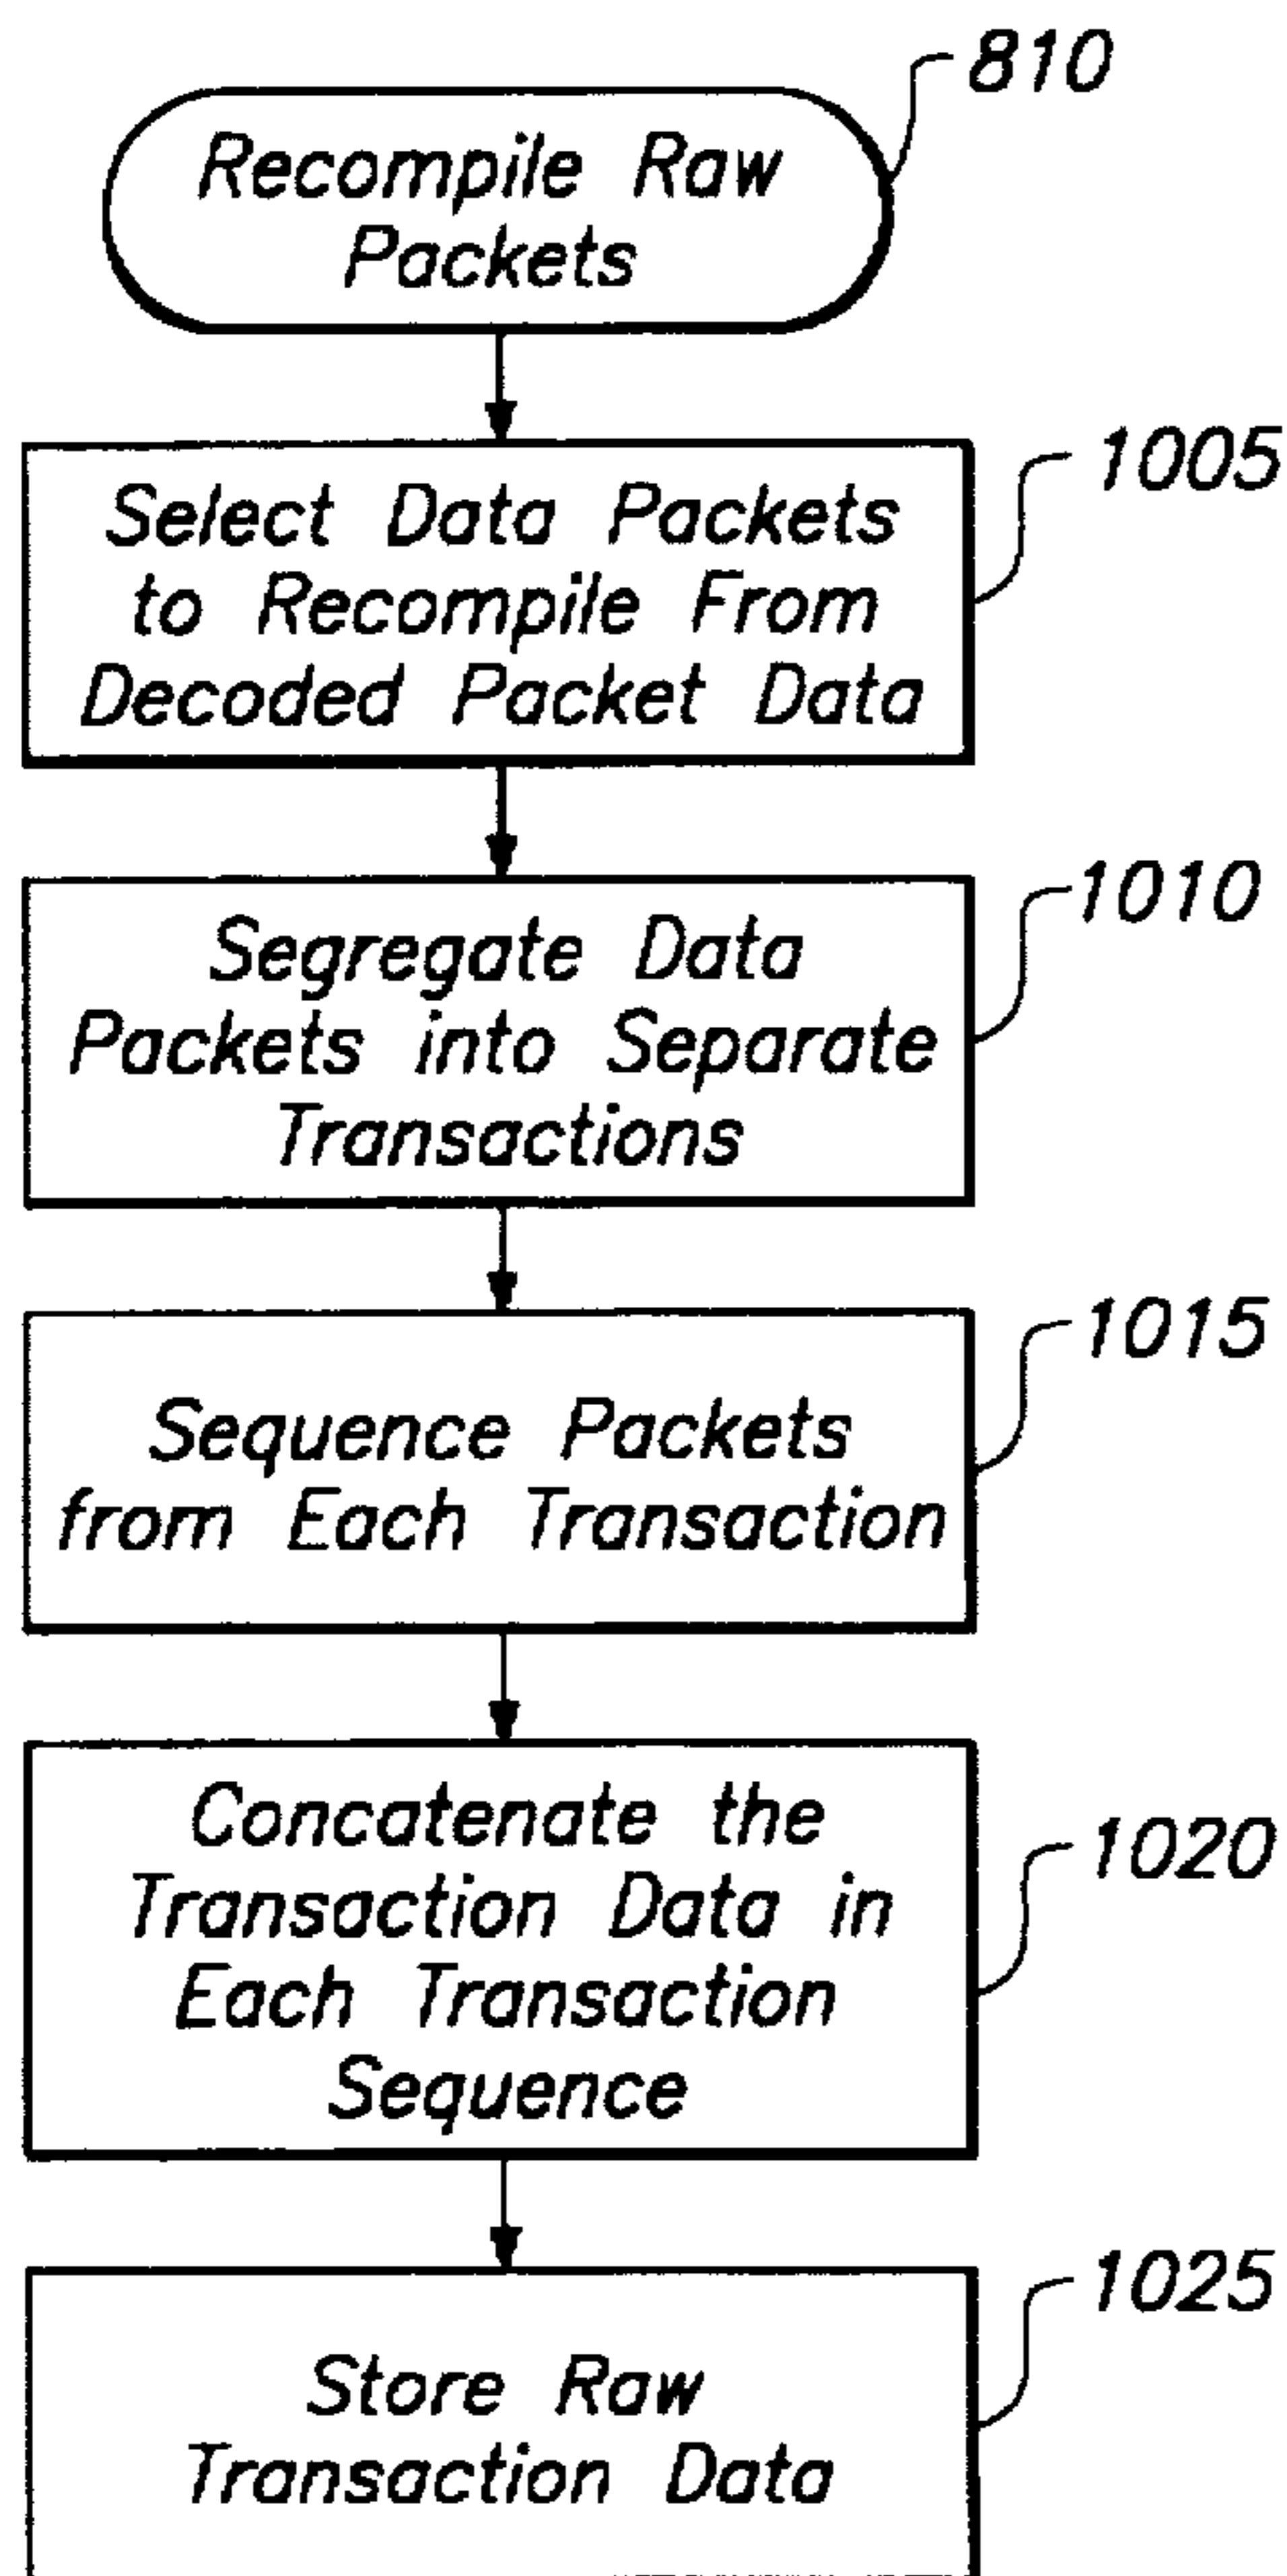 810
Recompile Raw
Packets
1005
Select Data Packets
to Recompile From
Decoded Packet Data
1010
Segregate Data
Packets into Separate
Transactions
1015
Sequence Packets
from Each Transaction
1020
Concatenate the
Transaction Data in
Each Transaction
Sequence
1025
Store Raw
Transaction Data